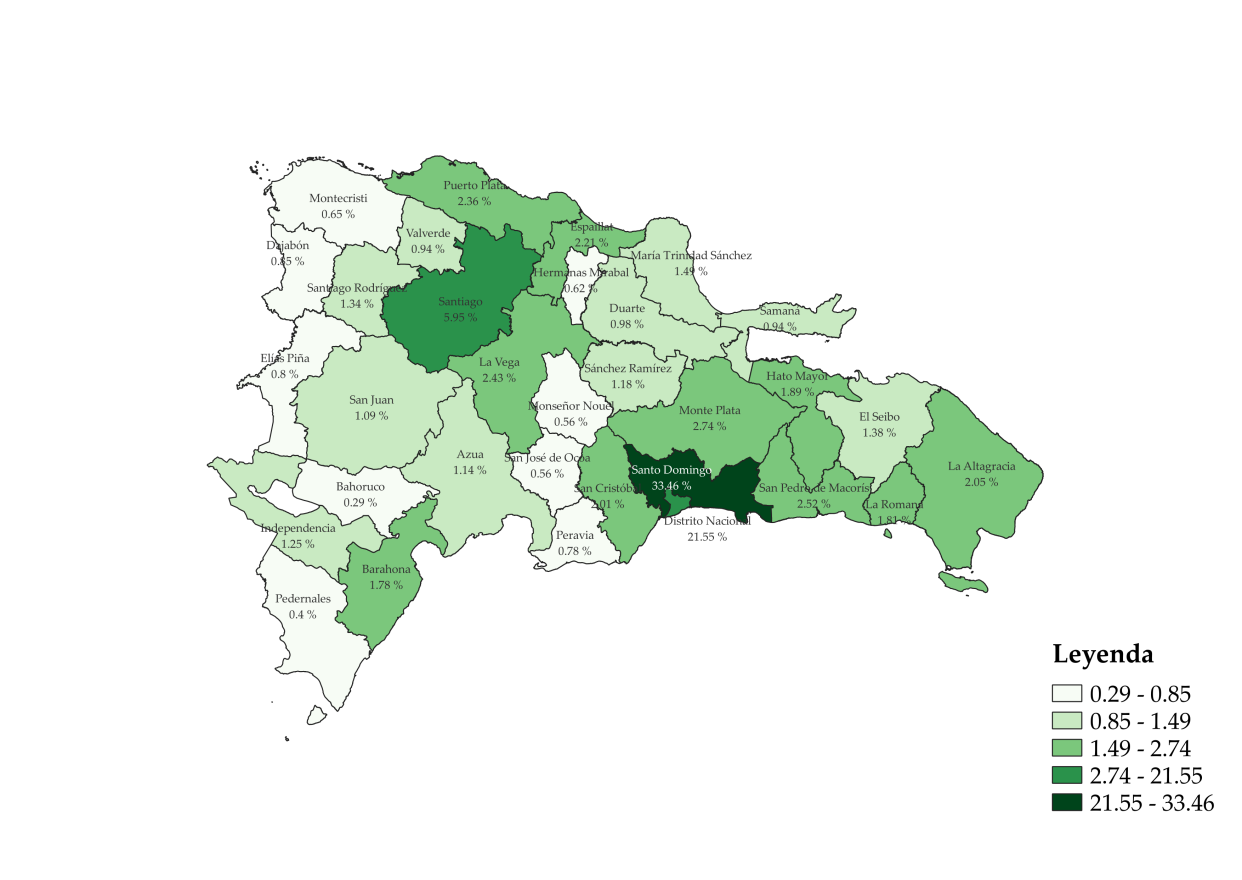 Puerto Plata
2.36 %
Montecristi
0.65 %
Espaillat
2.21 %
Valverde
0.94 %
Dajabón
0.85 %
María Trinidad Sánchez
1.49 %
Hermanas Mirabal
0.62 %
Santiago Rodríguez
1.34 %
Santiago
5.95 %
Duarte
0.98 %
Samaná
0.94 %
Elías Piña
0.8 %
La Vega
2.43 %
Sánchez Ramírez
1.18 %
Hato Mayor
1.89 %
San Juan
1.09 %
Monseñor Nouel
0.56 %
Monte Plata
2.74 %
El Seibo
1.38 %
Azua
1.14 %
San José de Ocoa
0.56 %
Santo Domingo
33.46 %
La Altagracia
2.05 %
Bahoruco
0.29 %
San Cristóbal
2.01 %
San Pedro de Macorís
2.52 %
La Romana
1.81 %
Distrito Nacional
21.55 %
Independencia
1.25 %
Peravia
0.78 %
Barahona
1.78 %
Pedernales
0.4 %
Leyenda
0.29 - 0.85
0.85 - 1.49
1.49 - 2.74
2.74 - 21.55
21.55 - 33.46